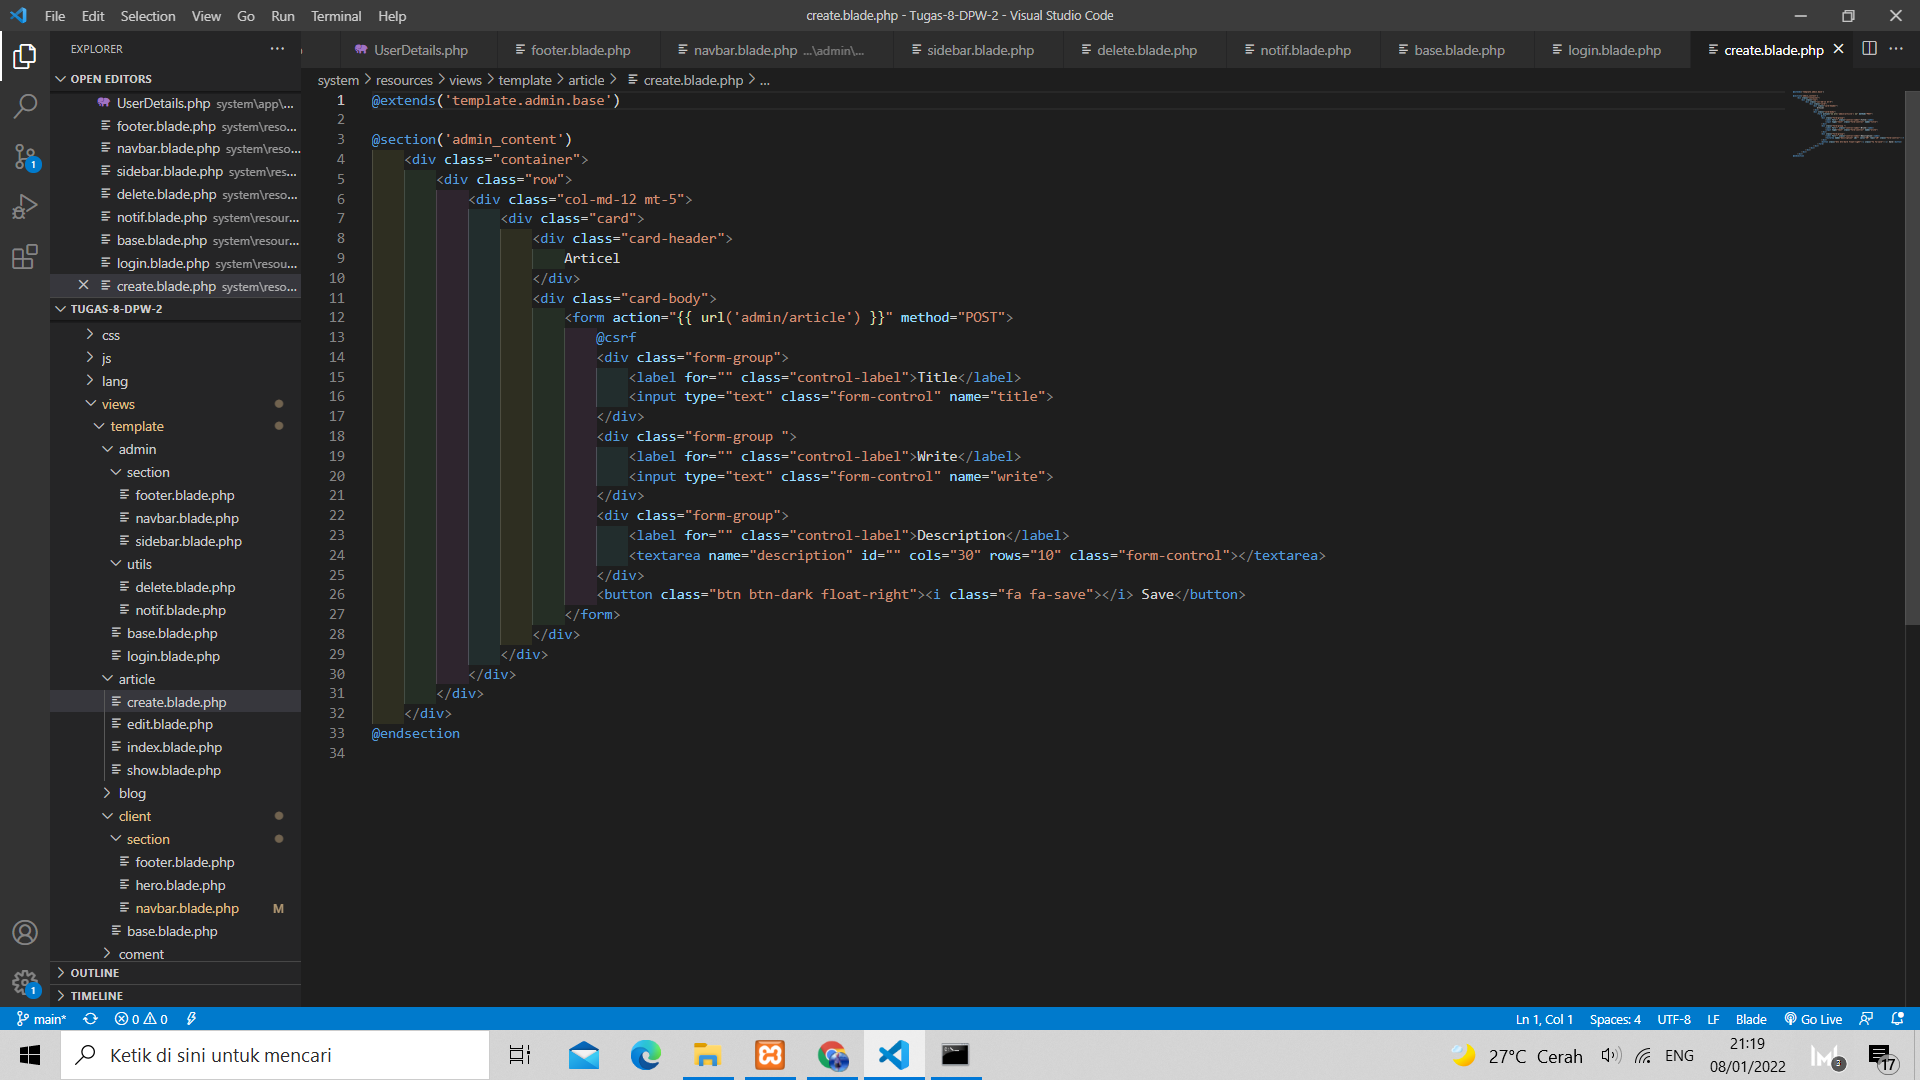 File Edit Selection View Go Run Terminal Help
create.blade.php - Tugas-8-DPW-2 - Visual Studio Code
EXPLORER
UserDetails.php footer.blade.php navbar.blade.php ...\admin\... sidebar.blade.php delete.blade.php notif.blade.php base.blade.php login.blade.php create.blade.php
OPEN EDITORS
UserDetails.php system\app\...
footer.blade.php system\reso...
navbar.blade.php system\reso...
sidebar.blade.php system\res...
delete.blade.php system\reso...
notif.blade.php system\resour...
base.blade.php system\resour...
login.blade.php system\resou...
create.blade.php system\reso...
TUGAS-8-DPW-2
css
js
lang
views
template
admin
section
footer.blade.php
navbar.blade.php
sidebar.blade.php
utils
delete.blade.php
notif.blade.php
base.blade.php
login.blade.php
article
create.blade.php
edit.blade.php
index.blade.php
show.blade.php
blog
client
section
footer.blade.php
hero.blade.php
navbar.blade.php M
base.blade.php
coment
OUTLINE
TIMELINE
system > resources > views > template > article > create.blade.php > ...
1 @extends('template.admin.base')
2
3 @section('admin_content')
4 <div class="container">
5 <div class="row">
6 <div class="col-md-12 mt-5">
7 <div class="card">
8 <div class="card-header">
9 Articel
10 </div>
11 <div class="card-body">
12 <form action="{{ url('admin/article') }}" method="POST">
13 @csrf
14 <div class="form-group">
15 <label for="" class="control-label">Title</label>
16 <input type="text" class="form-control" name="title">
17 </div>
18 <div class="form-group ">
19 <label for="" class="control-label">Write</label>
20 <input type="text" class="form-control" name="write">
21 </div>
22 <div class="form-group">
23 <label for="" class="control-label">Description</label>
24 <textarea name="description" id="" cols="30" rows="10" class="form-control"></textarea>
25 </div>
26 <button class="btn btn-dark float-right"><i class="fa fa-save"></i> Save</button>
27 </form>
28 </div>
29 </div>
30 </div>
31 </div>
32 </div>
33 @endsection
34
1
1
main* 0 0
Ln 1, Col 1 Spaces: 4 UTF-8 LF Blade Go Live
Ketik di sini untuk mencari
27°C Cerah ENG
21:19
08/01/2022
3
17